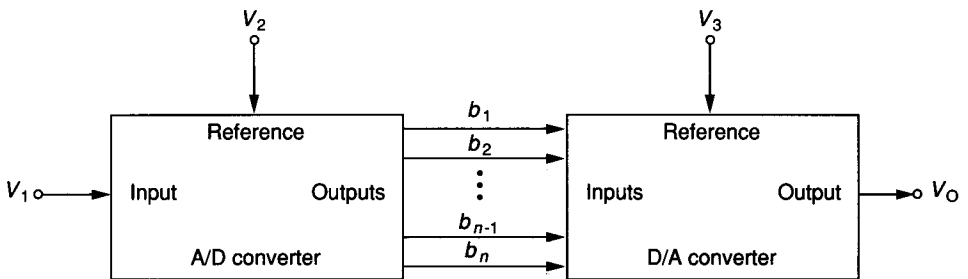 V2
V3
Reference
b1
b2
Reference
V1
Input
Outputs
Inputs
Output
VO
bn-1
A/D converter
bn
D/A converter